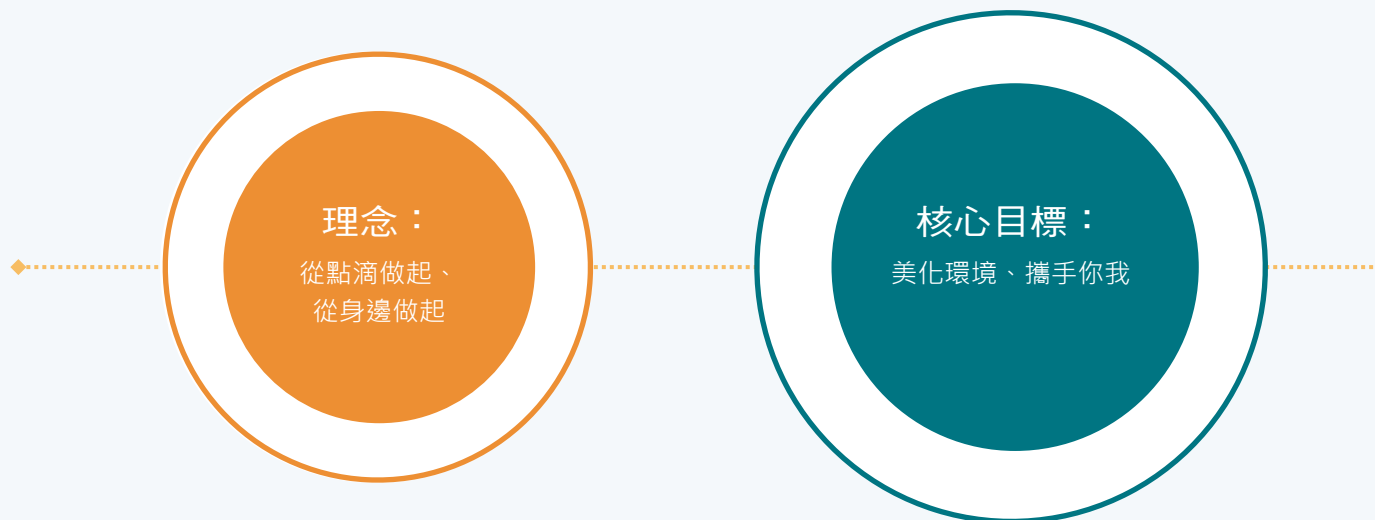 理念：
從點滴做起、
從身邊做起
核心目標：
美化環境、攜手你我